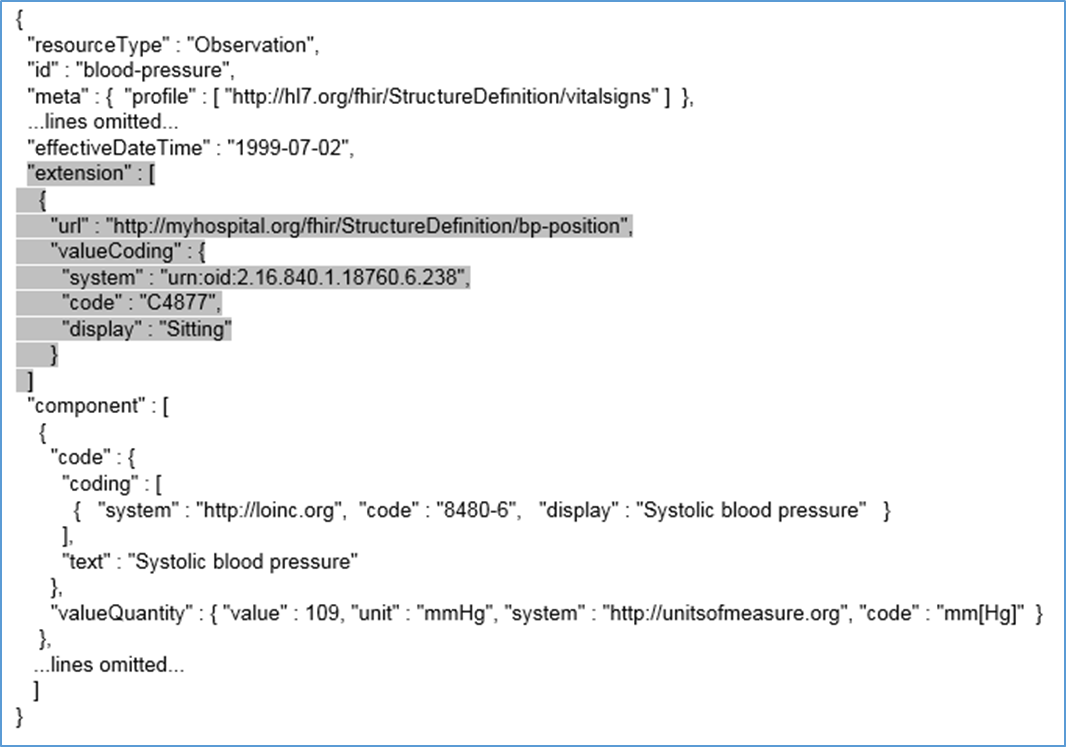 {
"resourceType" : "Observation",
"id" : "blood-pressure",
"meta" : { "profile" : [ "http://hl7.org/fhir/StructureDefinition/vitalsigns" ] },
...lines omitted...
"effectiveDateTime" : "1999-07-02",
"extension" : [
{
"url" : "http://myhospital.org/fhir/StructureDefinition/bp-position",
"valueCoding" : {
"system" : "urn:oid:2.16.840.1.18760.6.238",
"code" : "C4877",
"display" : "Sitting"
}
]
"component" : [
{
"code" : {
"coding" : [
{ "system" : "http://loinc.org", "code" : "8480-6", "display" : "Systolic blood pressure" }
],
"text" : "Systolic blood pressure"
},
"valueQuantity" : { "value" : 109, "unit" : "mmHg", "system" : "http://unitsofmeasure.org", "code" : "mm[Hg]" }
},
...lines omitted...
]
}